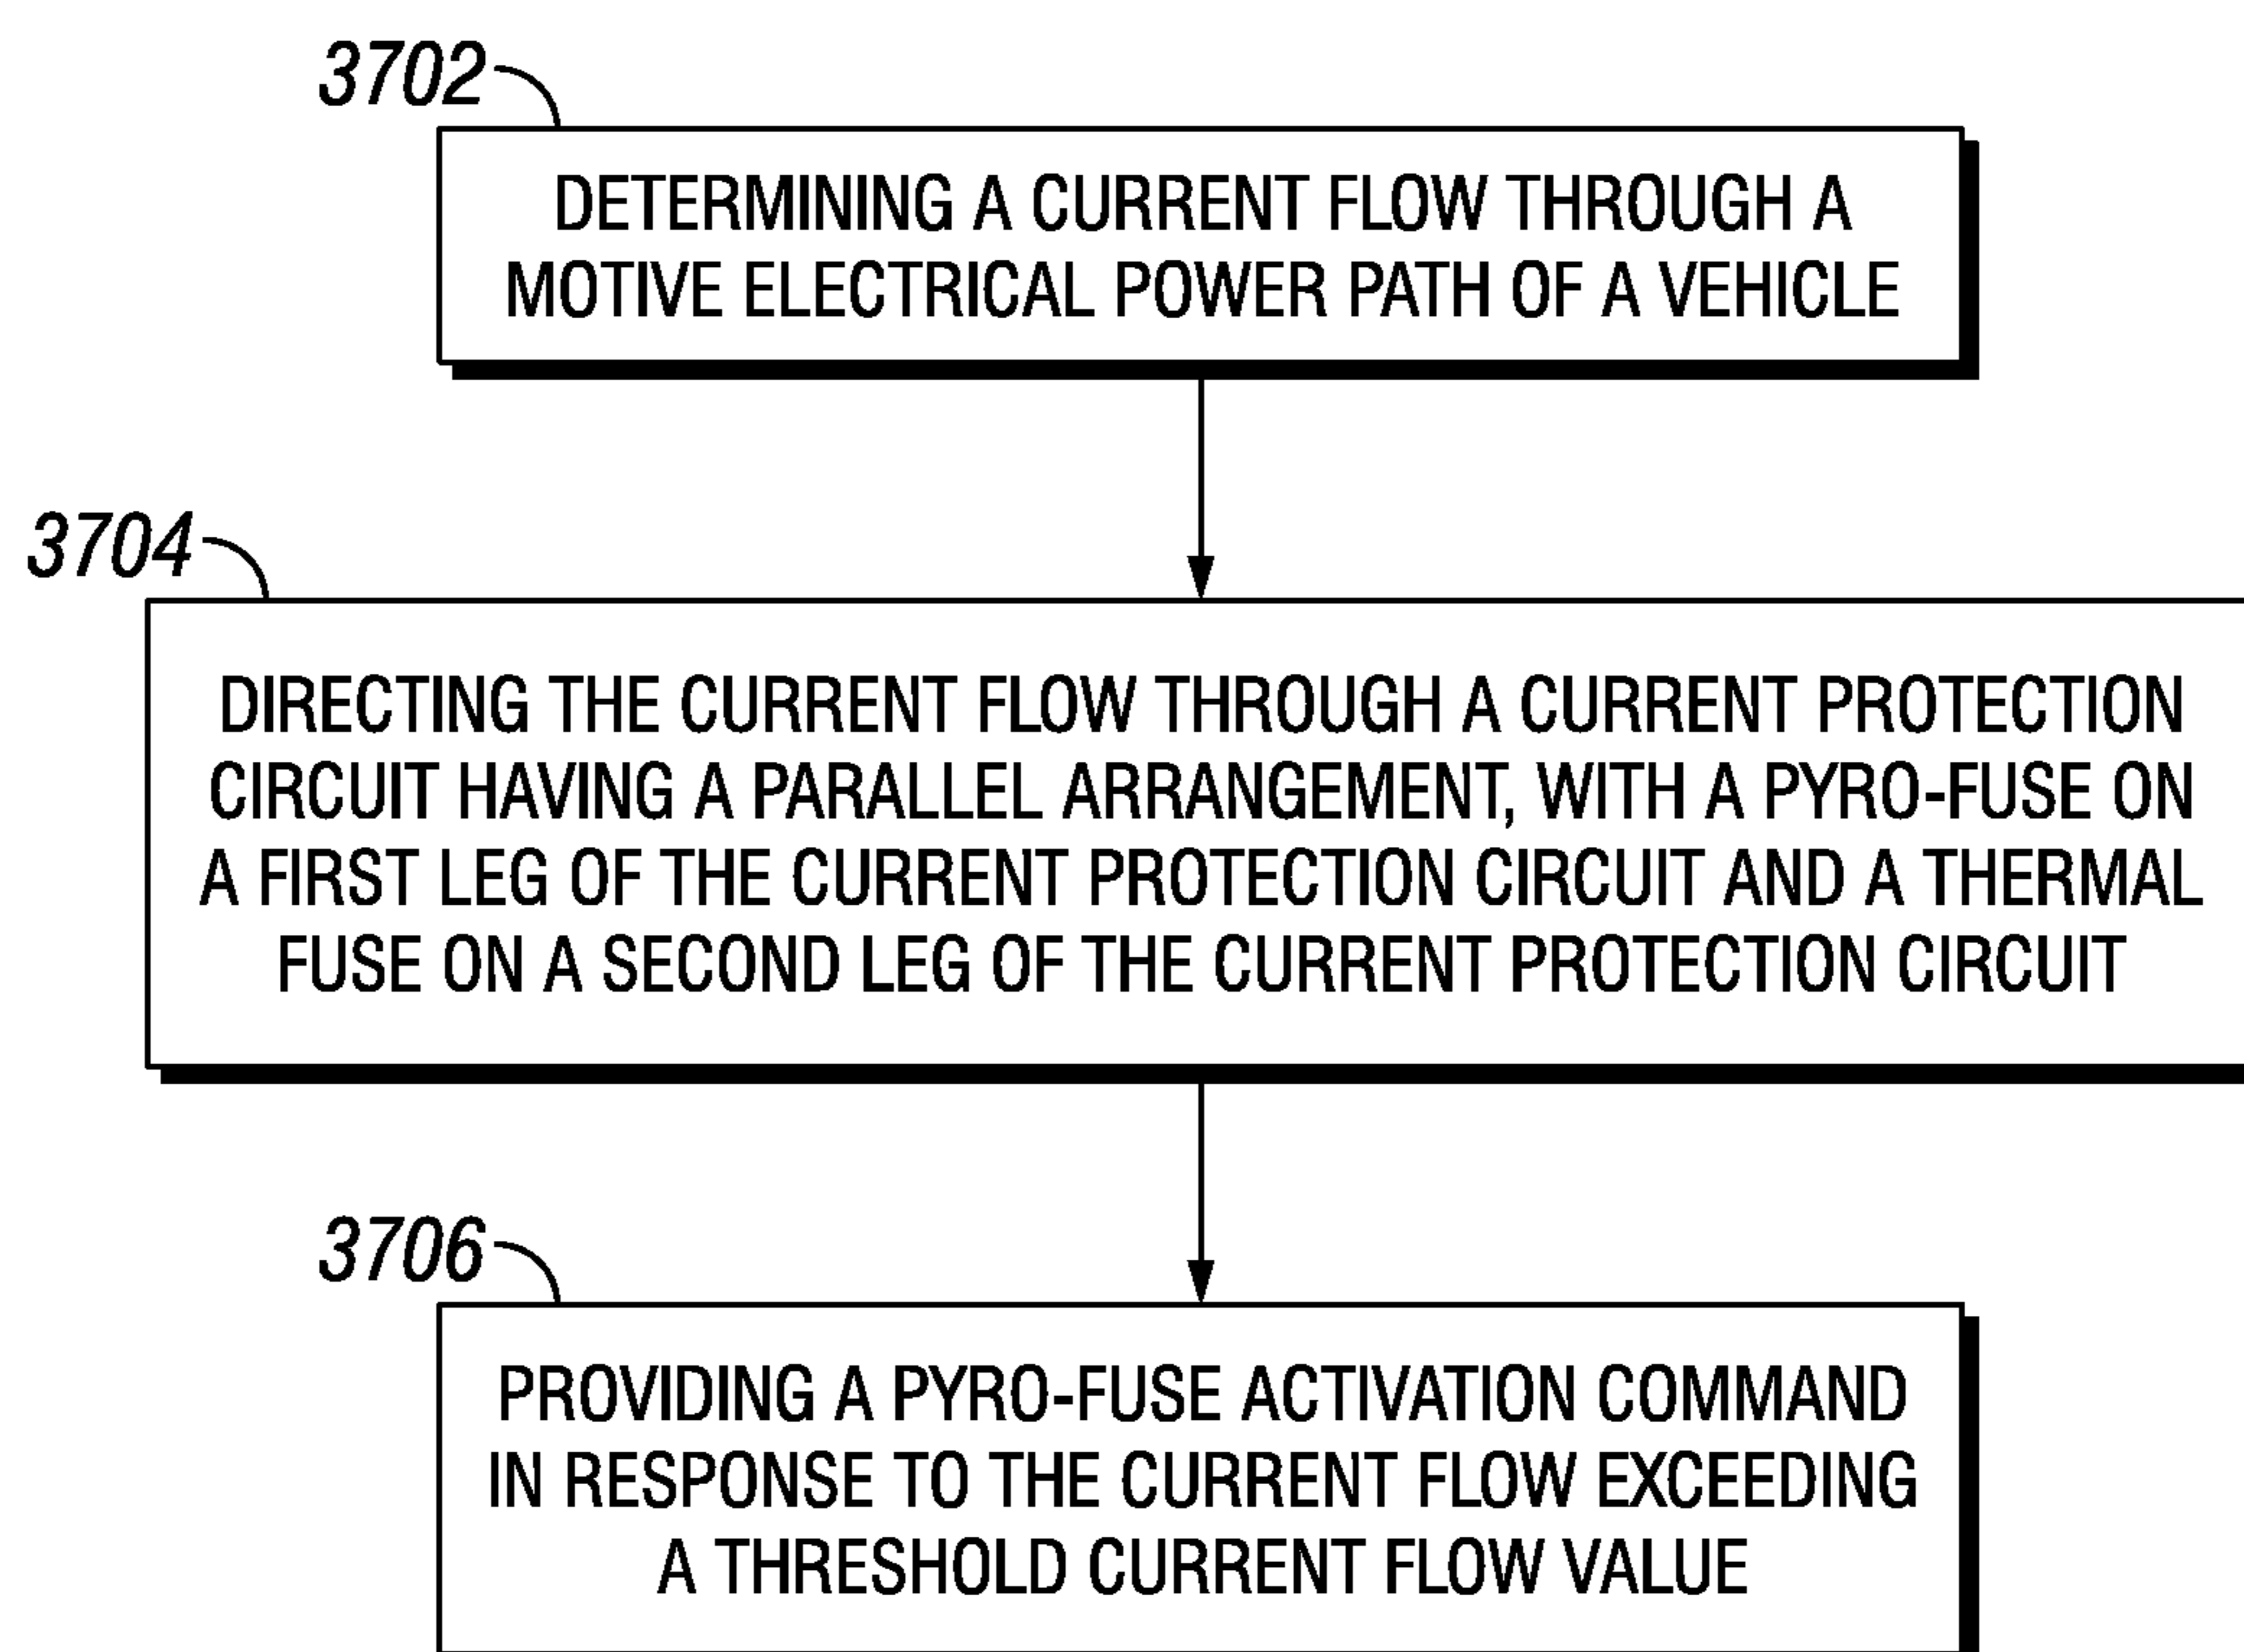 3702
DETERMINING A CURRENT FLOW THROUGH A
MOTIVE ELECTRICAL POWER PATH OF A VEHICLE
3704
DIRECTING THE CURRENT FLOW THROUGH A CURRENT PROTECTION
CIRCUIT HAVING A PARALLEL ARRANGEMENT, WITH A PYRO-FUSE ON
A FIRST LEG OF THE CURRENT PROTECTION CIRCUIT AND A THERMAL
FUSE ON A SECOND LEG OF THE CURRENT PROTECTION CIRCUIT
3706
PROVIDING A PYRO-FUSE ACTIVATION COMMAND
IN RESPONSE TO THE CURRENT FLOW EXCEEDING
A THRESHOLD CURRENT FLOW VALUE